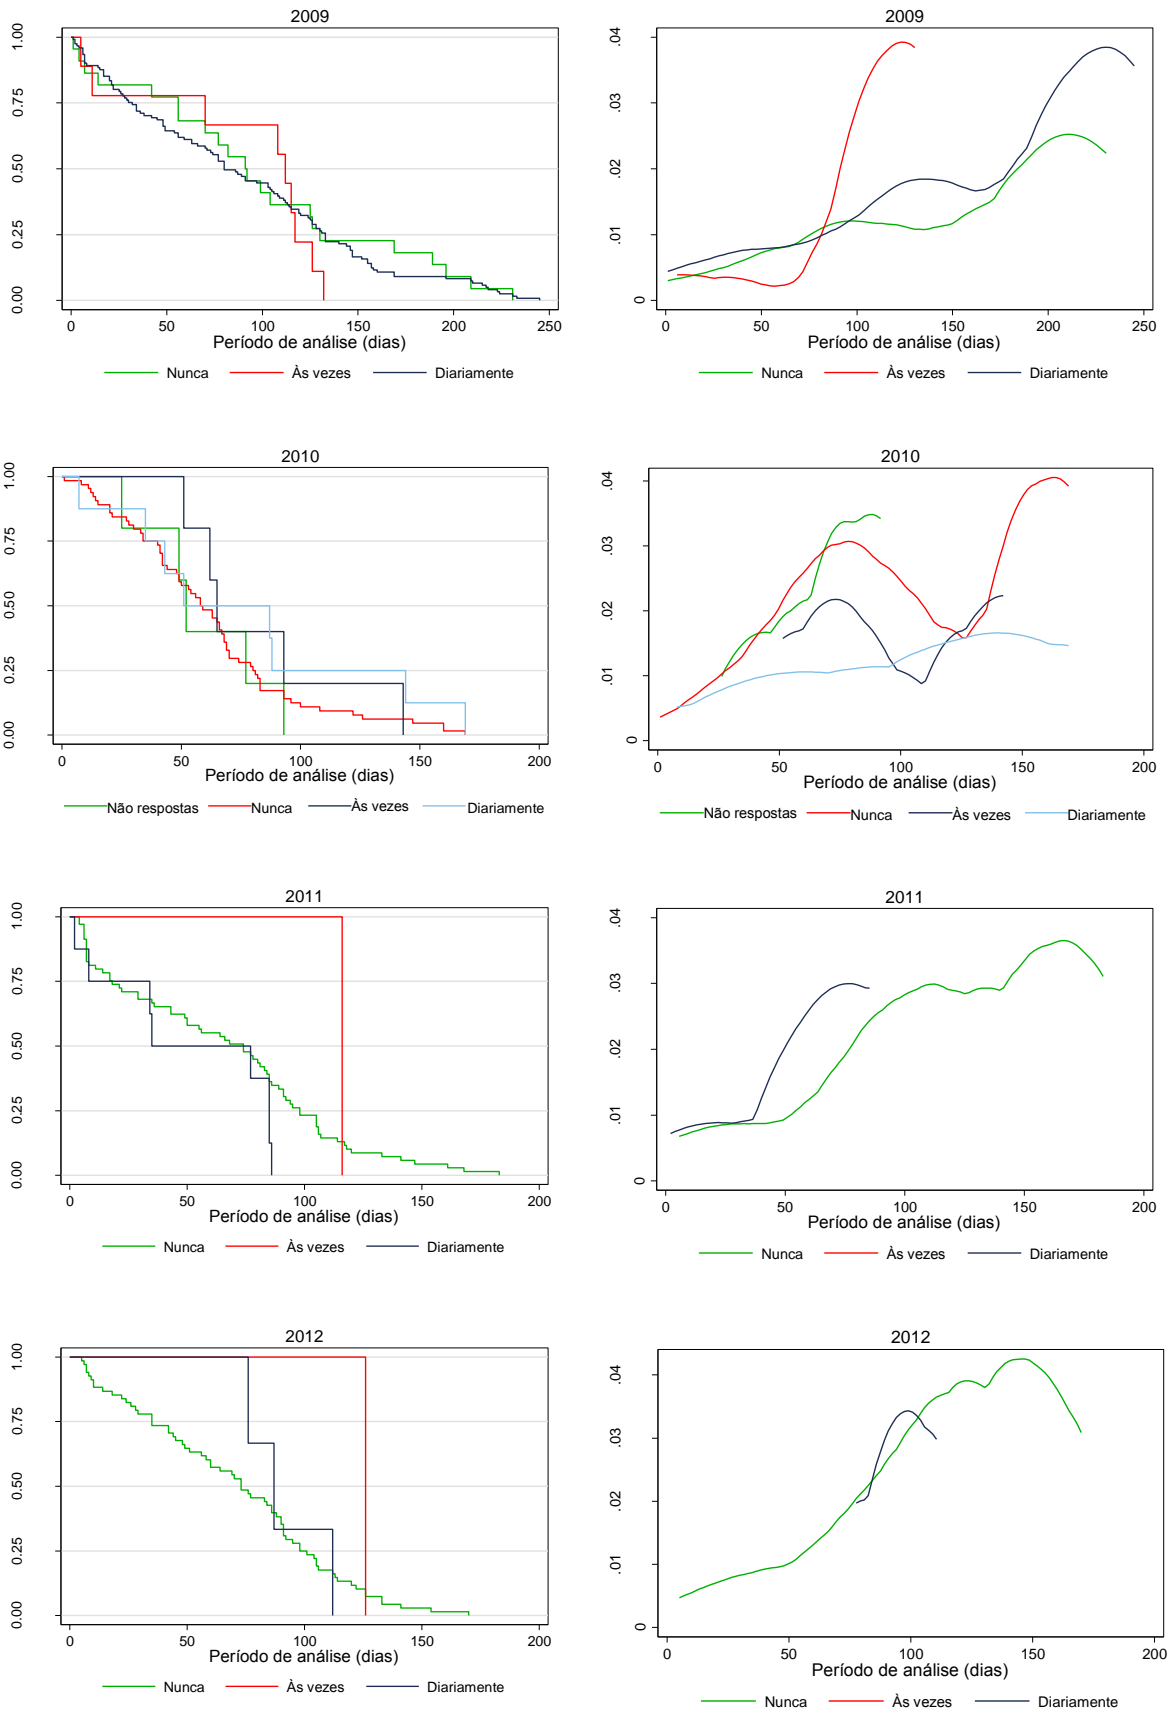 2009
1.00
0.75
0.50
0.25
0.00
0 50 100 150 200 250
Período de análise (dias)
Nunca Às vezes Diariamente
2009
.04
.03
.02
.01
0
0 50 100 150 200 250
Período de análise (dias)
Nunca Às vezes Diariamente
2010
1.00
0.75
0.50
0.25
0.00
0 50 100 150 200
Período de análise (dias)
Não respostas Nunca Às vezes Diariamente
2010
.04
.03
.02
.01
0
0 50 100 150 200
Período de análise (dias)
Não respostas Nunca Às vezes Diariamente
2011
1.00
0.75
0.50
0.25
0.00
0 50 100 150 200
Período de análise (dias)
Nunca Às vezes Diariamente
2011
.04
.03
.02
.01
0
0 50 100 150 200
Período de análise (dias)
Nunca Às vezes Diariamente
2012
1.00
0.75
0.50
0.25
0.00
0 50 100 150 200
Período de análise (dias)
Nunca Às vezes Diariamente
2012
.04
.03
.02
.01
0
0 50 100 150 200
Período de análise (dias)
Nunca Às vezes Diariamente